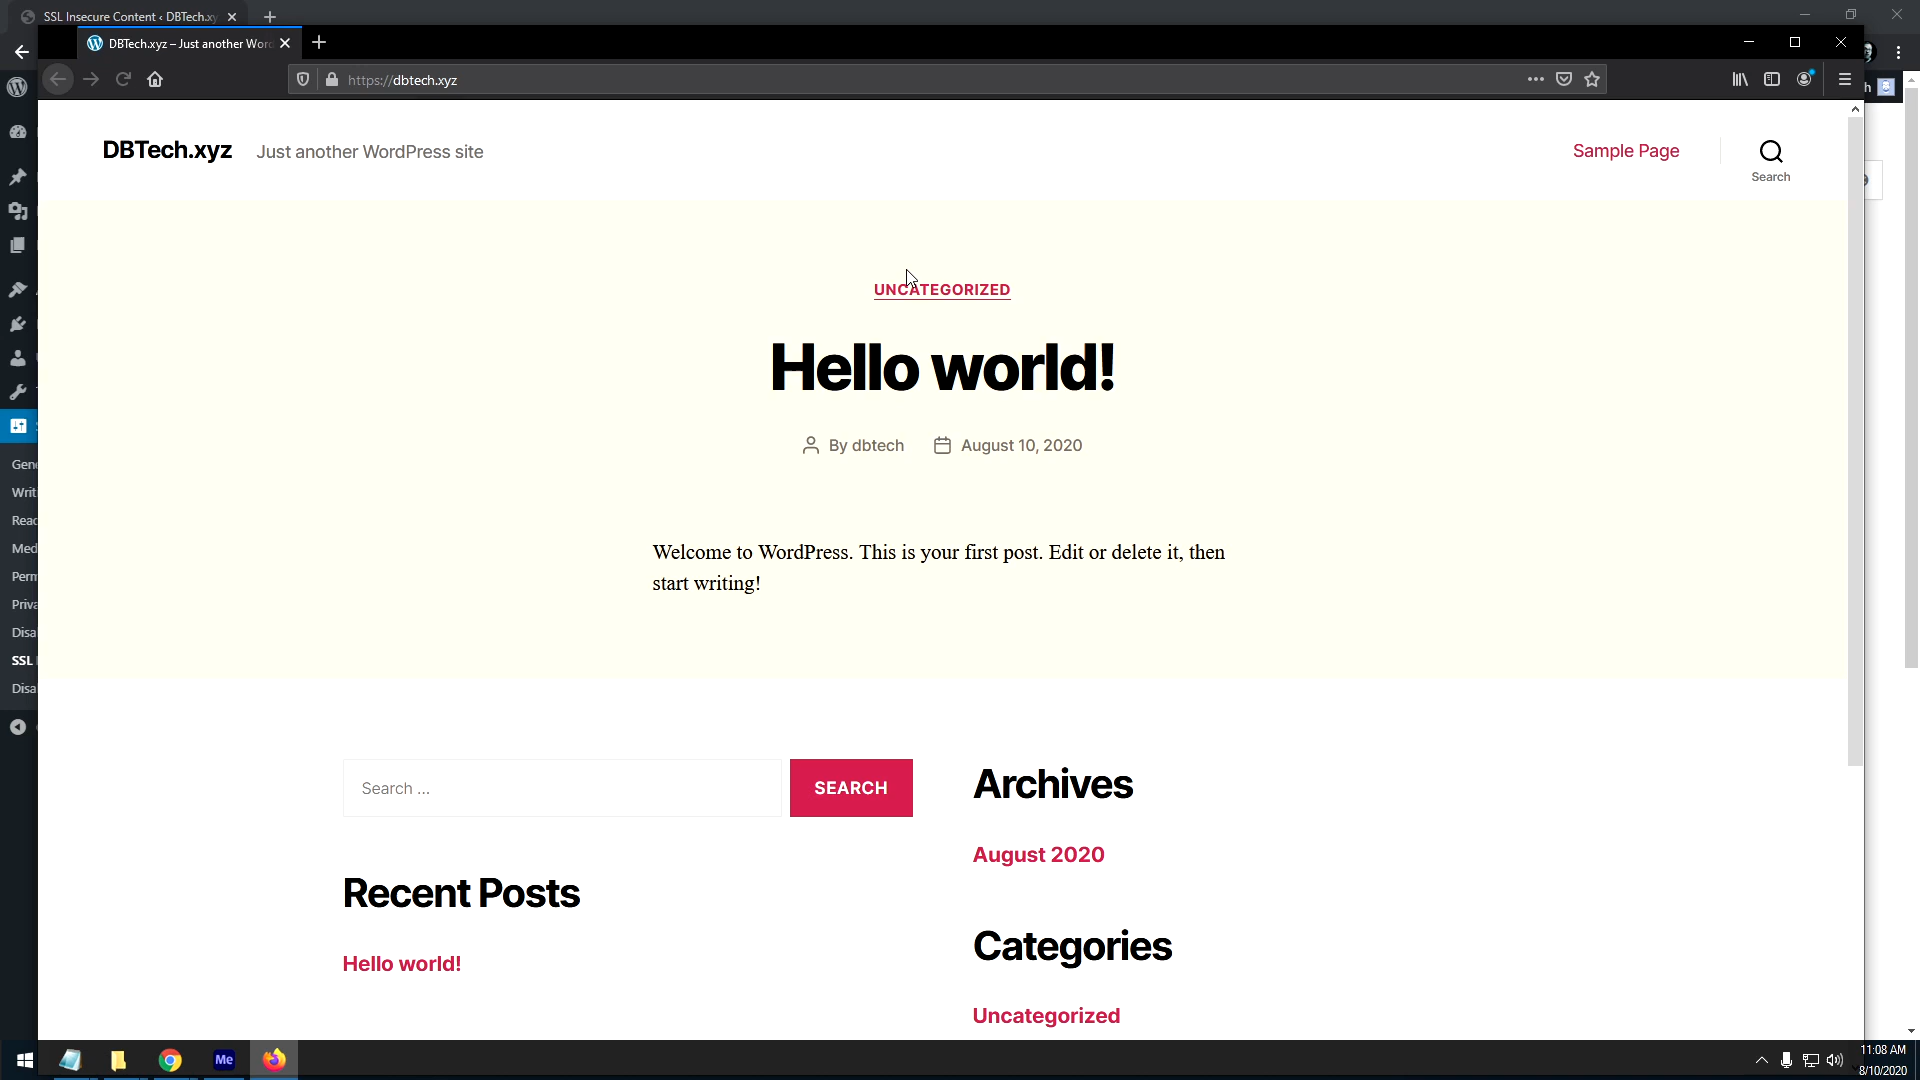 SSL Insecure Content ‹ DBTech.xy
DBTech.xyz – Just another Word
https://dbtech.xyz
DBTech.xyz
Just another WordPress site
Sample Page
Search
UNCATEGORIZED
Hello world!
By dbtech
August 10, 2020
Welcome to WordPress. This is your first post. Edit or delete it, then
start writing!
Search ...
SEARCH
Archives
August 2020
Recent Posts
Categories
Hello world!
Uncategorized
Gen
Writ
Read
Med
Perm
Priva
Disa
SSL
Disa
Me
11:08 AM
8/10/2020